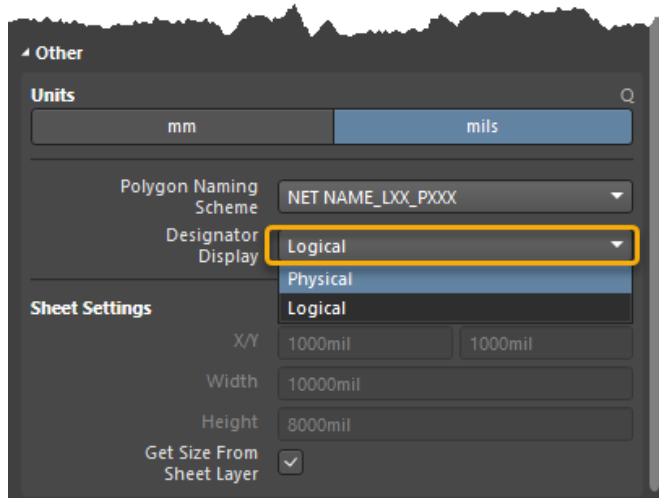 Other
Units Q
mm mils
Polygon Naming
Scheme NET NAME_LXX_PXXX
Designator
Display Logical
Physical
Logical
Sheet Settings
X/Y 1000mil 1000mil
Width 10000mil
Height 8000mil
Get Size From
Sheet Layer